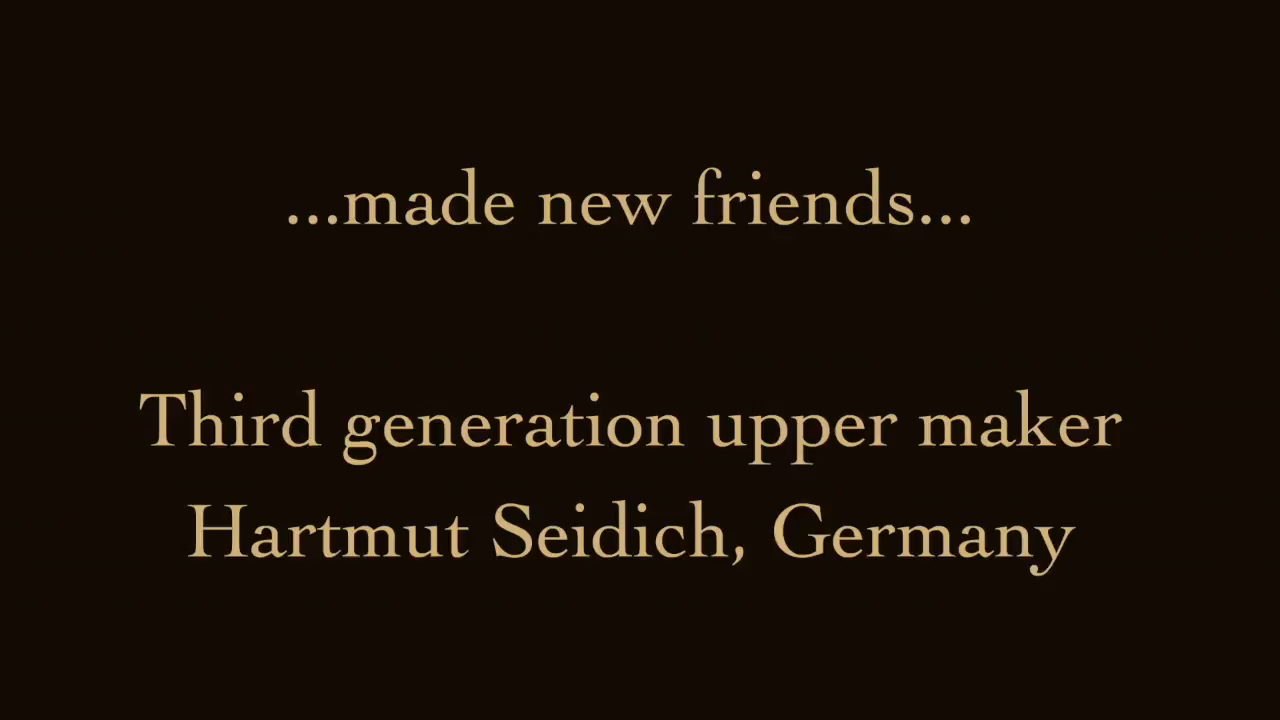 ...made new friends...
Third generation upper maker
Hartmut Seidich, Germany